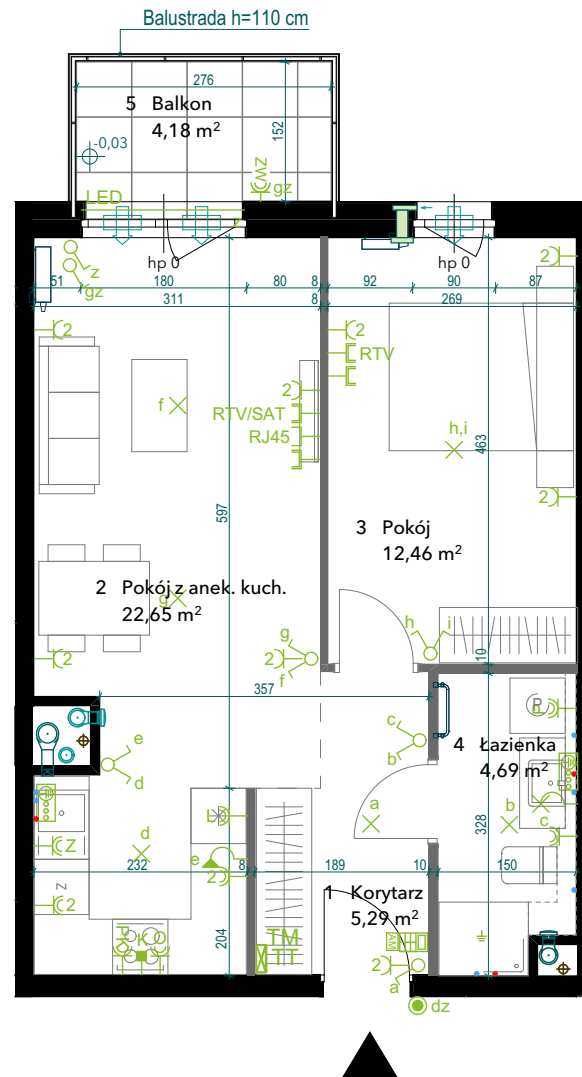 Balustrada h=110 cm
276
5 Balkon
4,18 m²
152
-0,03
WZ
gz
LED
hp 0
hp 0
z
gz
51
180
80
8
92
90
87
311
8
269
2
2
2
RTV
f
2
RTV/SAT
RJ45
h,i
463
2
597
3 Pokój
12,46 m²
2 Pokój z anek. kuch.
22,65 m²
g
h
i
2
2
g
f
10
357
c
b
e
d
P
4 Łazienka
4,69 m²
a
b
c
d
328
Z
e
2
232
8
189
10
150
Z
2
1 Korytarz
5,29 m²
204
TM
TT
K
2
a
dz